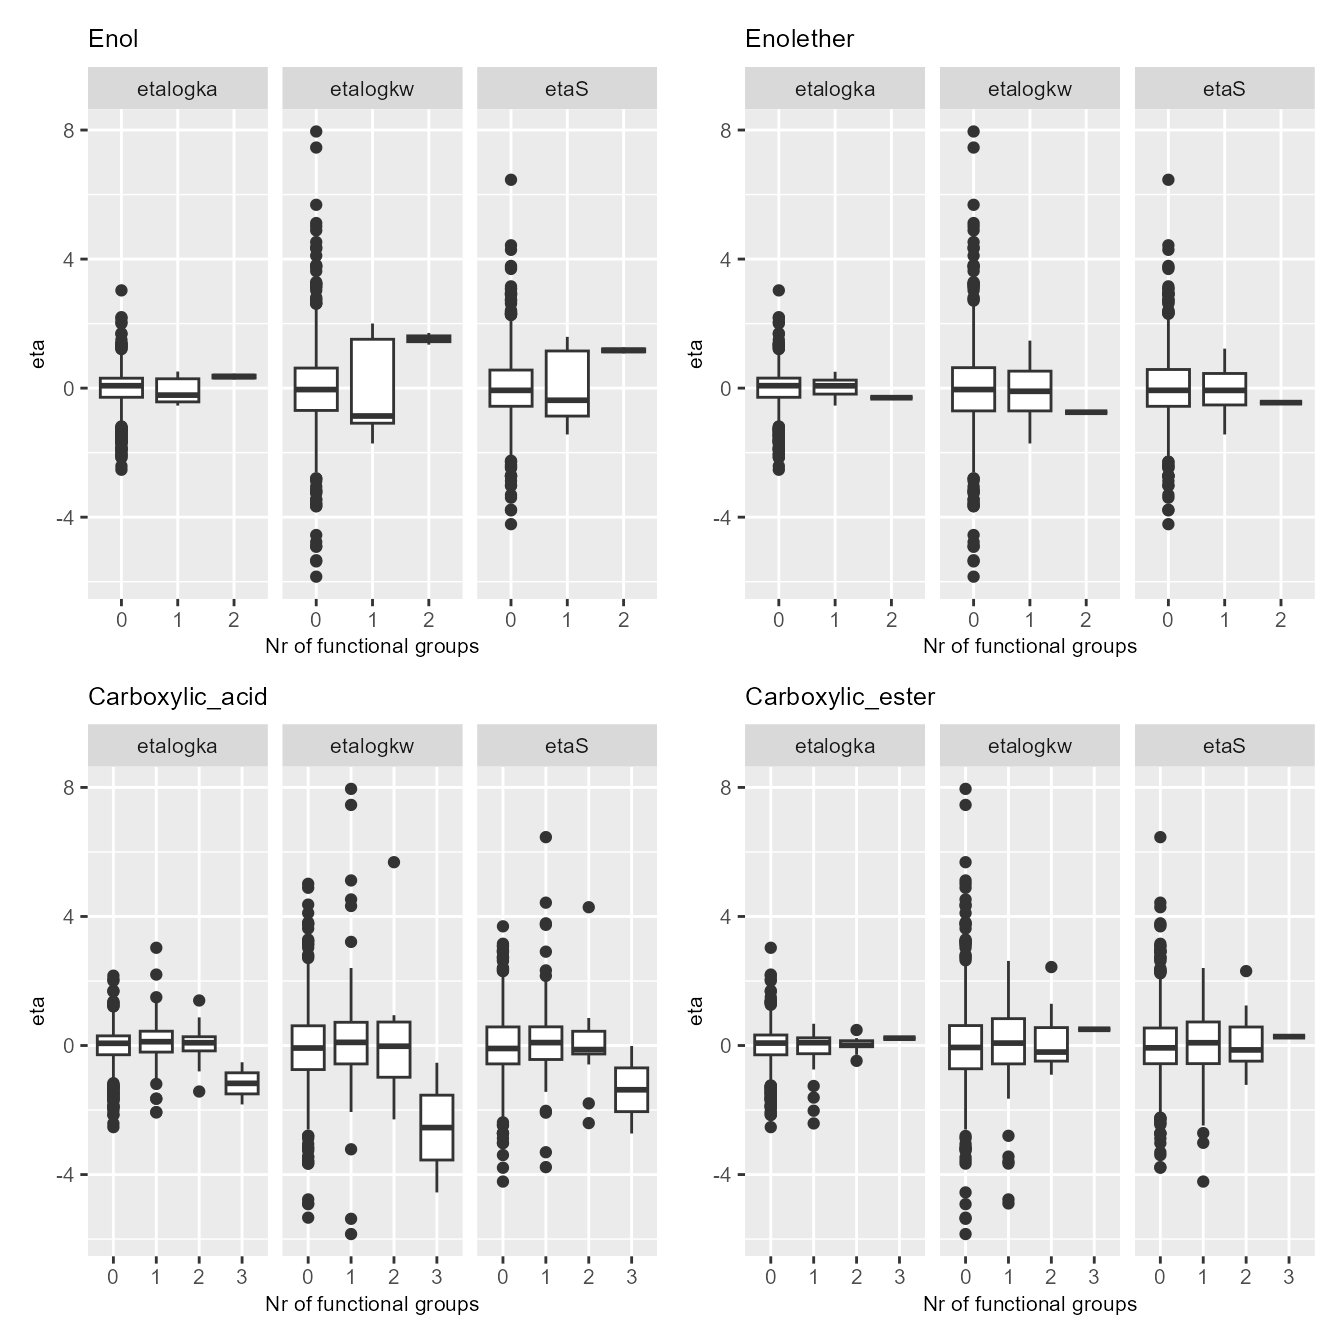 Enol
etalogka etalogkw etaS
8
4
0
-4
eta
0 1 2 0 1 2 0 1 2
Nr of functional groups
Enolether
etalogka etalogkw etaS
8
4
0
-4
eta
0 1 2 0 1 2 0 1 2
Nr of functional groups
Carboxylic_acid
etalogka etalogkw etaS
8
4
0
-4
eta
0 1 2 3 0 1 2 3 0 1 2 3
Nr of functional groups
Carboxylic_ester
etalogka etalogkw etaS
8
4
0
-4
eta
0 1 2 3 0 1 2 3 0 1 2 3
Nr of functional groups